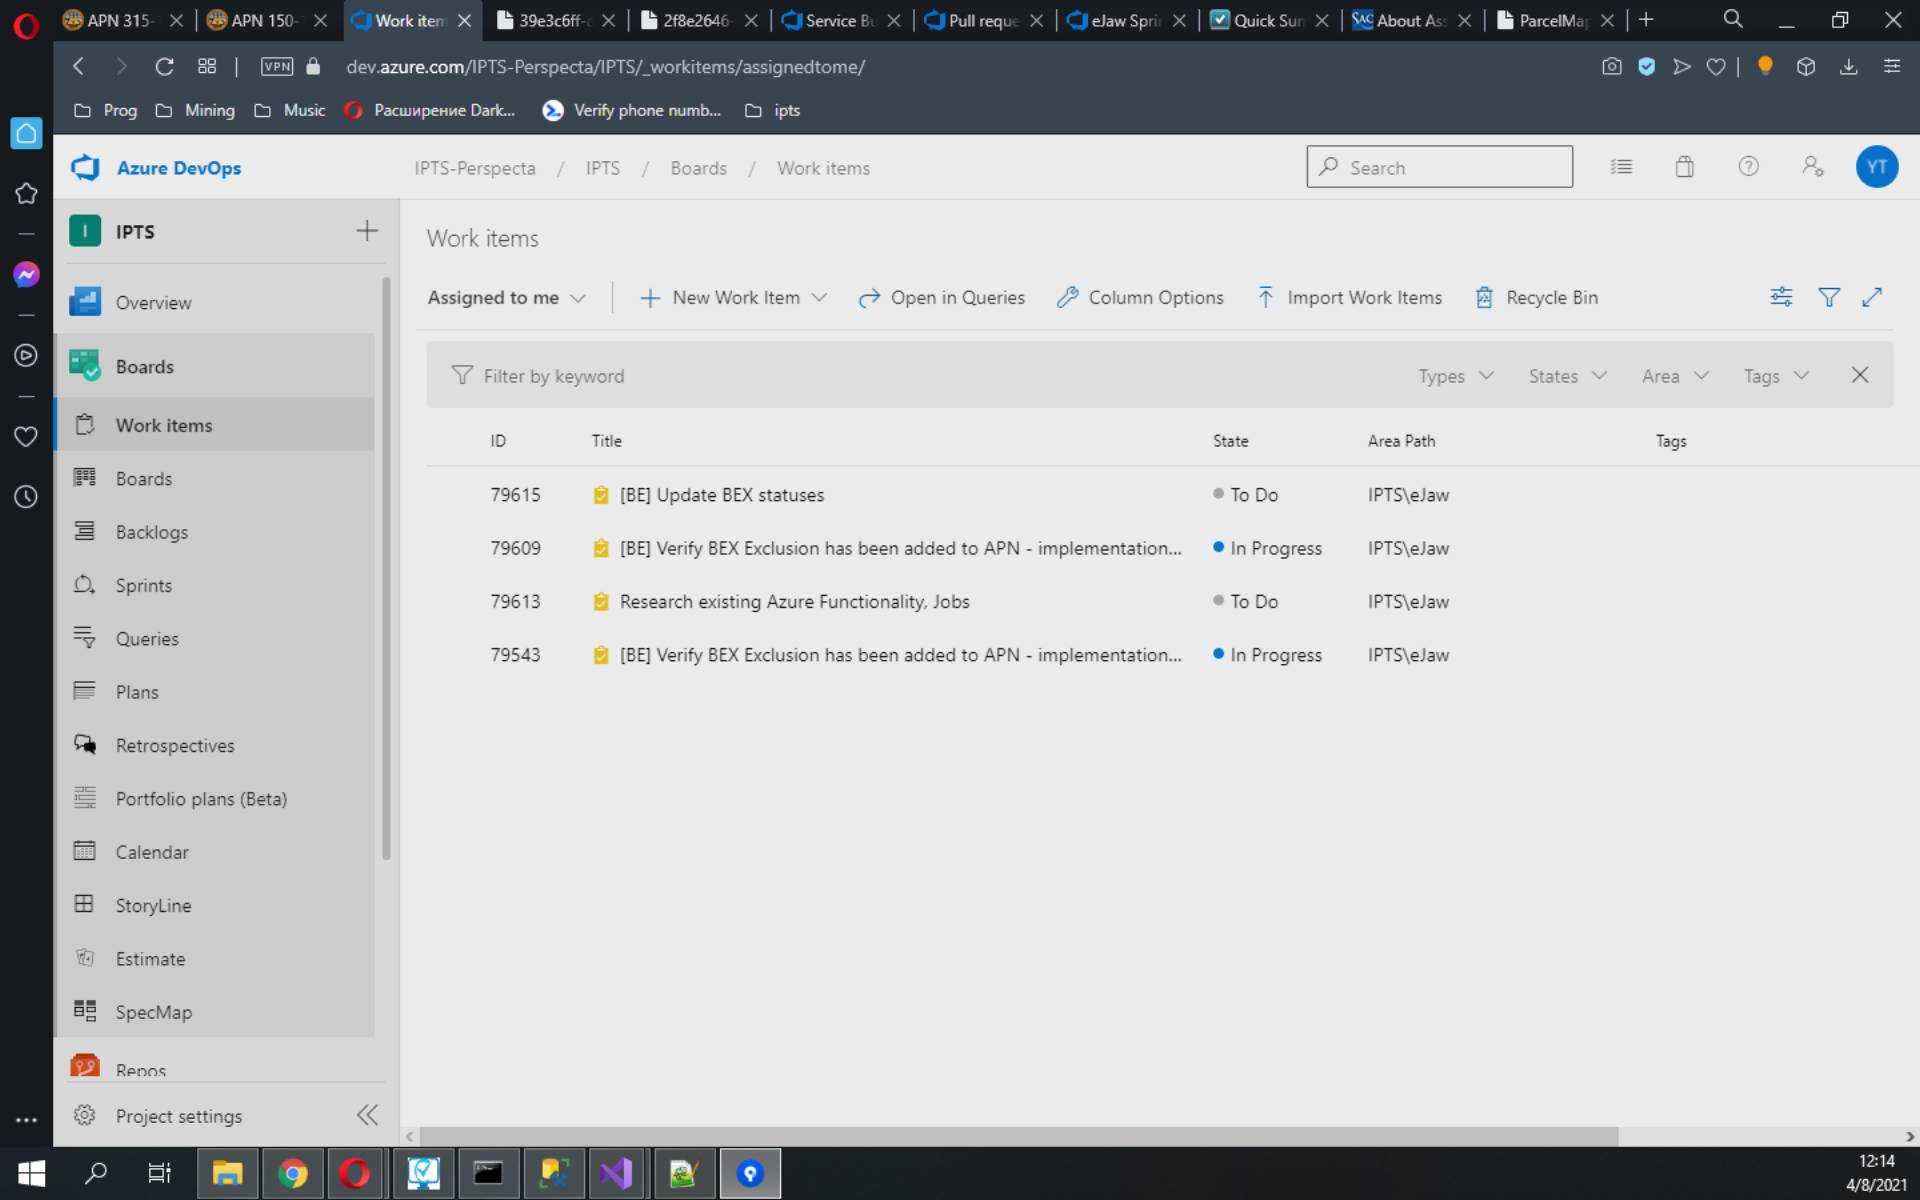 APN 315-
APN 150-
Work item
39e3c6ff-
2f8e2646-
Service Bu
Pull reque
eJaw Sprin
Quick Sum
SAC About Ass
ParcelMap
VPN
dev.azure.com/IPTS-Perspecta/IPTS/_workitems/assignedtome/
Prog
Mining
Music
Расширение Dark...
Verify phone numb...
ipts
Azure DevOps
IPTS-Perspecta / IPTS / Boards / Work items
Search
YT
I IPTS
Overview
Boards
Work items
Boards
Backlogs
Sprints
Queries
Plans
Retrospectives
Portfolio plans (Beta)
Calendar
StoryLine
Estimate
SpecMap
Repos
Project settings
Work items
Assigned to me
New Work Item
Open in Queries
Column Options
Import Work Items
Recycle Bin
Filter by keyword
Types
States
Area
Tags
ID Title State Area Path Tags
79615 [BE] Update BEX statuses To Do IPTS\eJaw
79609 [BE] Verify BEX Exclusion has been added to APN - implementation... In Progress IPTS\eJaw
79613 Research existing Azure Functionality, Jobs To Do IPTS\eJaw
79543 [BE] Verify BEX Exclusion has been added to APN - implementation... In Progress IPTS\eJaw
12:14
4/8/2021